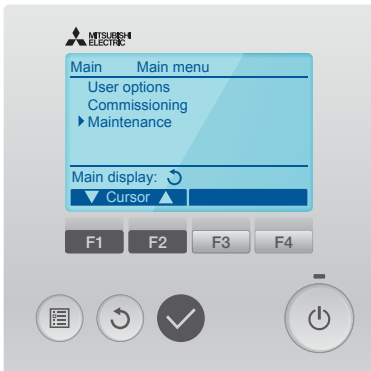 MITSUBISHI
ELECTRIC
Main Main menu
User options
Commissioning
Maintenance
Main display:
Cursor
F1 F2 F3 F4